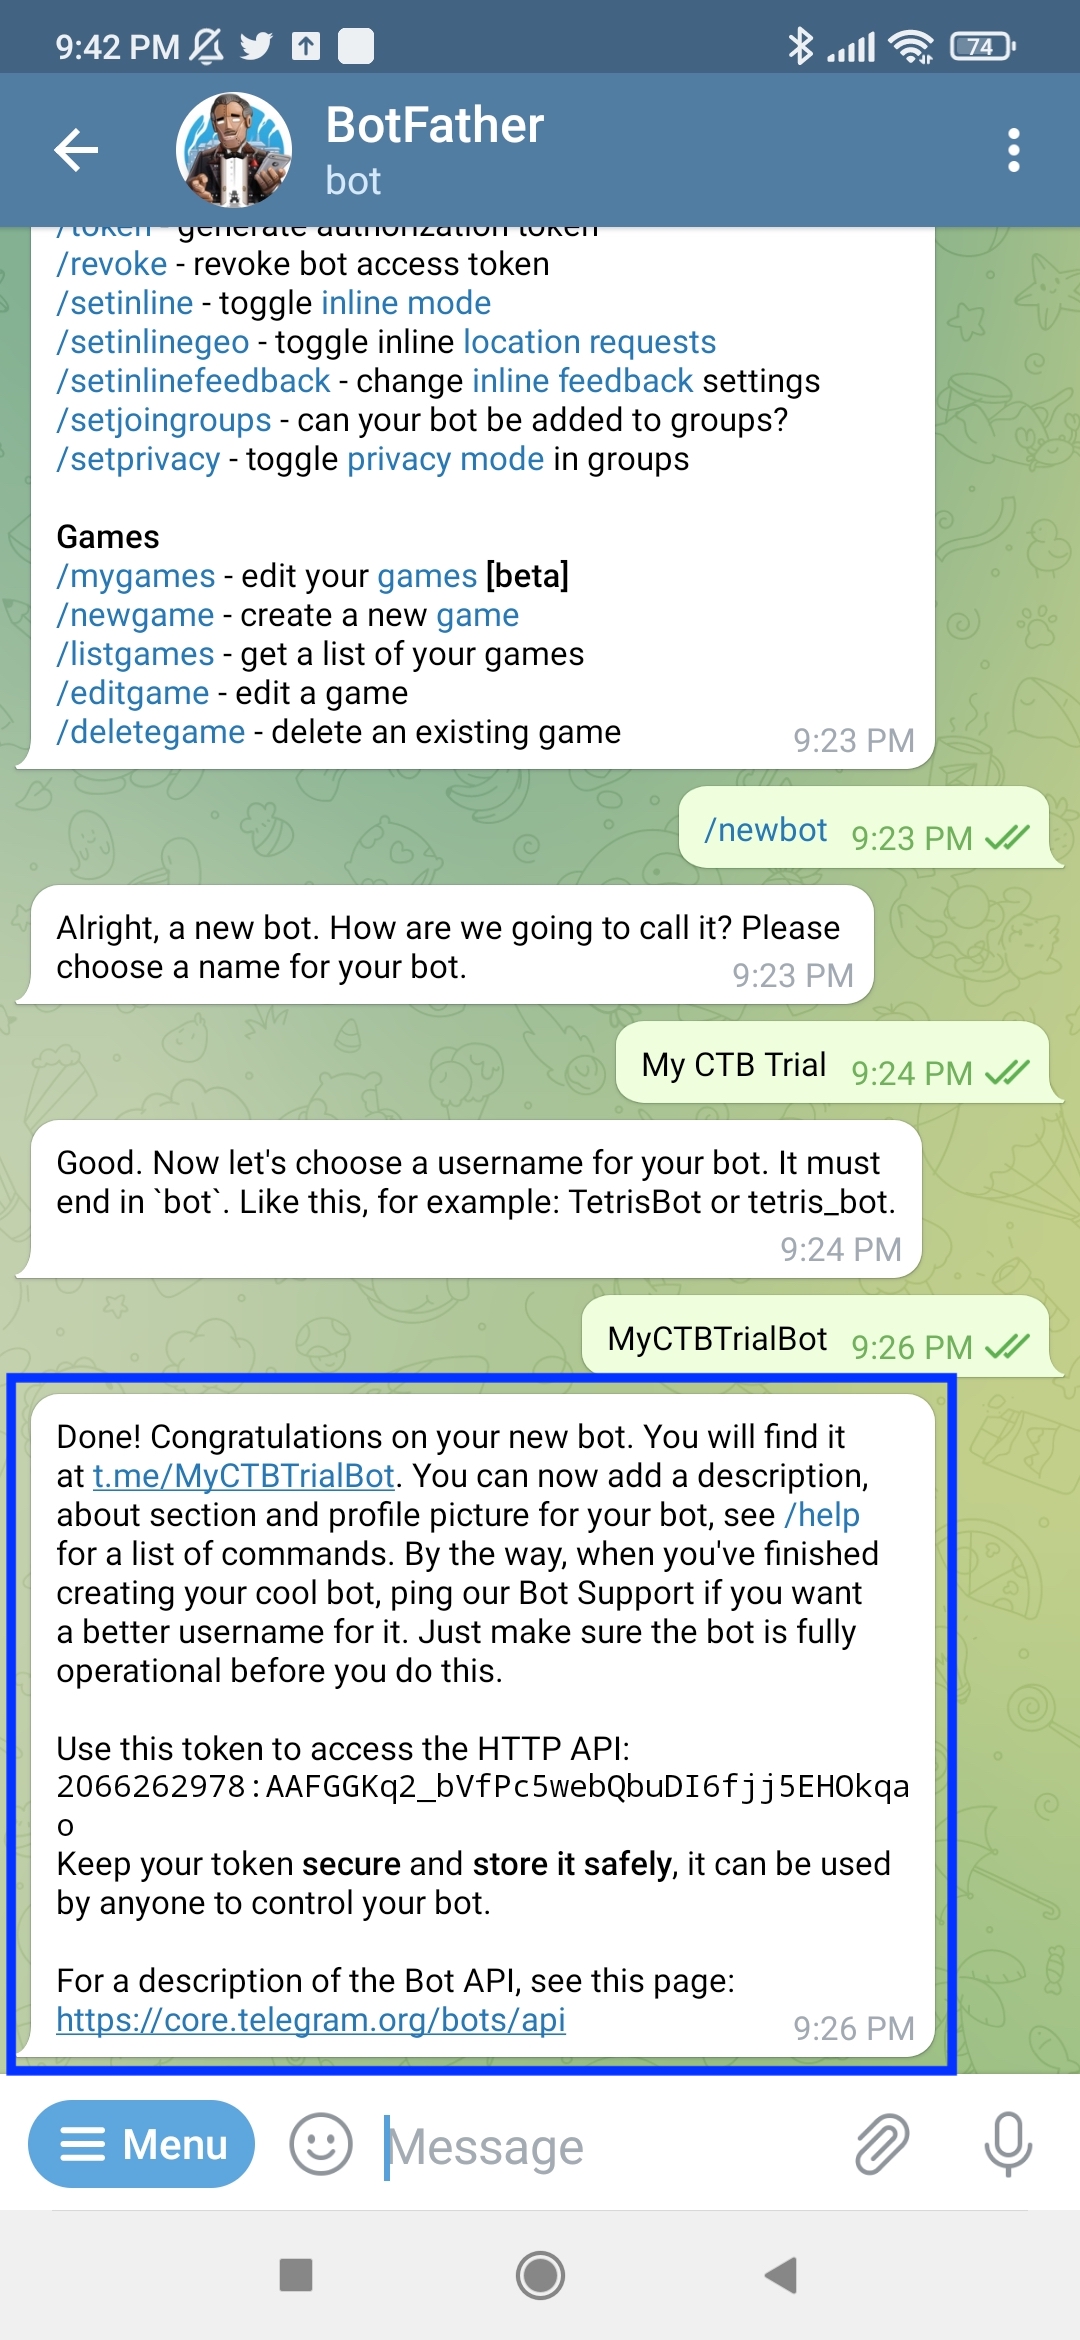 9:42 PM
74
BotFather
bot
/token - generate authorization token
/revoke - revoke bot access token
/setinline - toggle inline mode
/setinlinegeo - toggle inline location requests
/setinlinefeedback - change inline feedback settings
/setjoingroups - can your bot be added to groups?
/setprivacy - toggle privacy mode in groups
Games
/mygames - edit your games [beta]
/newgame - create a new game
/listgames - get a list of your games
/editgame - edit a game
/deletegame - delete an existing game
9:23 PM
/newbot 9:23 PM
Alright, a new bot. How are we going to call it? Please
choose a name for your bot.
9:23 PM
My CTB Trial 9:24 PM
Good. Now let's choose a username for your bot. It must
end in `bot`. Like this, for example: TetrisBot or tetris_bot.
9:24 PM
MyCTBTrialBot 9:26 PM
Done! Congratulations on your new bot. You will find it
at t.me/MyCTBTrialBot. You can now add a description,
about section and profile picture for your bot, see /help
for a list of commands. By the way, when you've finished
creating your cool bot, ping our Bot Support if you want
a better username for it. Just make sure the bot is fully
operational before you do this.
Use this token to access the HTTP API:
2066262978:AAFGGKq2_bVfPc5webQbuDI6fjj5EHOkqa
o
Keep your token secure and store it safely, it can be used
by anyone to control your bot.
For a description of the Bot API, see this page:
https://core.telegram.org/bots/api
9:26 PM
Menu
Message